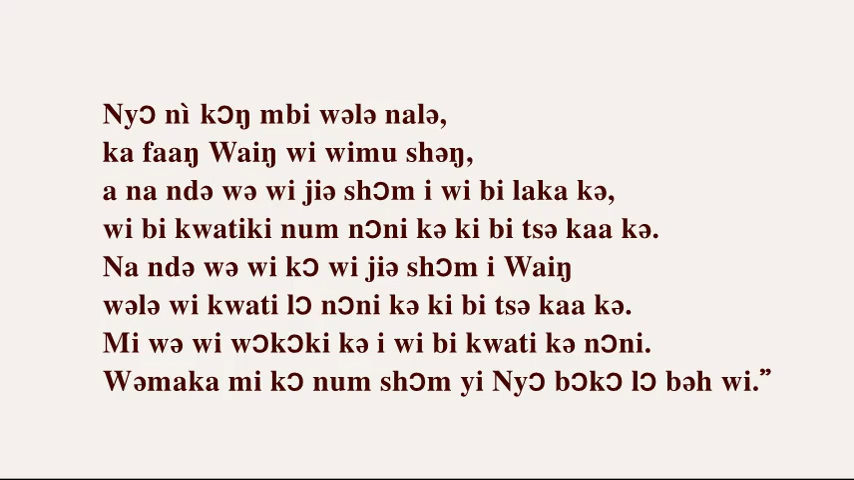 Nyɔ nì kɔŋ mbi wələ nalə,
ka faaŋ Waiŋ wi wimu shəŋ,
a na ndə wə wi jiə shɔm i wi bi laka kə,
wi bi kwatiki num nɔni kə ki bi tsə kaa kə.
Na ndə wə wi kɔ wi jiə shɔm i Waiŋ
wələ wi kwati lɔ nɔni kə ki bi tsə kaa kə.
Mi wə wi wɔkɔki kə i wi bi kwati kə nɔni.
Wəmaka mi kɔ num shɔm yi Nyɔ bɔkɔ lɔ bəh wi.”